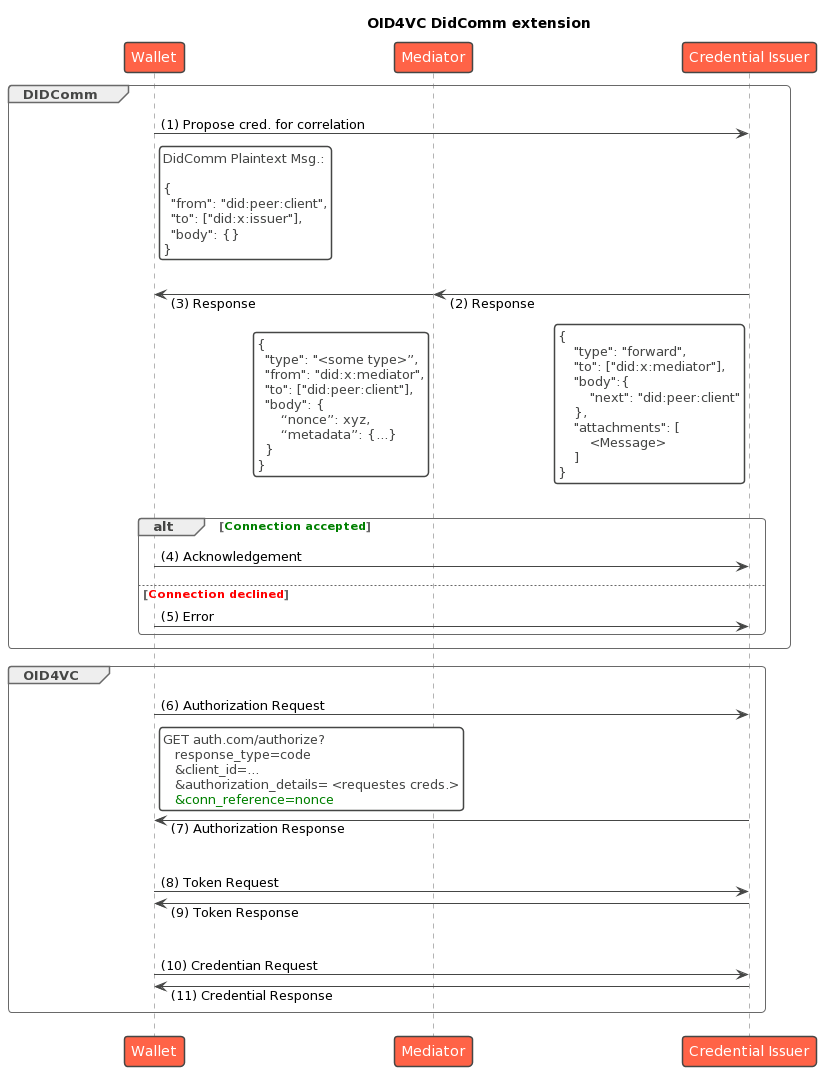 OID4VC DidComm extension
Wallet
Mediator
Credential Issuer
DIDComm
(1) Propose cred. for correlation
DidComm Plaintext Msg.:
{
"from": "did:peer:client",
"to": ["did:x:issuer"],
"body": {}
}
(3) Response
(2) Response
{
"type": "<some type>”,
"from": "did:x:mediator",
"to": ["did:peer:client"],
"body": {
“nonce”: xyz,
“metadata”: {...}
}
}
{
"type": "forward",
"to": ["did:x:mediator"],
"body":{
"next": "did:peer:client"
},
"attachments": [
<Message>
]
}
alt
[Connection accepted]
(4) Acknowledgement
[Connection declined]
(5) Error
OID4VC
(6) Authorization Request
GET auth.com/authorize?
response_type=code
&client_id=...
&authorization_details= <requestes creds.>
&conn_reference=nonce
(7) Authorization Response
(8) Token Request
(9) Token Response
(10) Credentian Request
(11) Credential Response
Wallet
Mediator
Credential Issuer